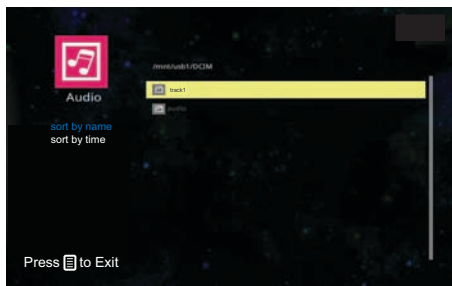 /mnt/usb1/DCIM
track1
audio
Audio
sort by name
sort by time
Press to Exit